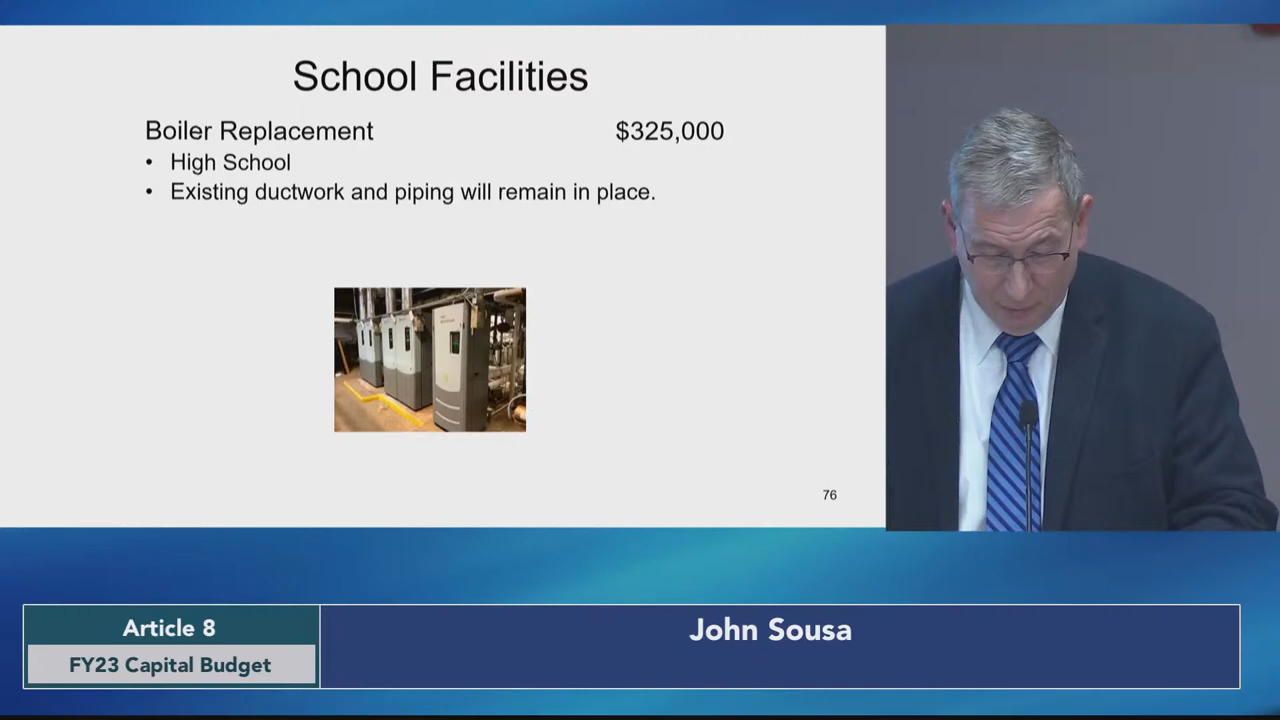 School Facilities
Boiler Replacement $325,000
• High School
• Existing ductwork and piping will remain in place.
76
Article 8
FY23 Capital Budget
John Sousa